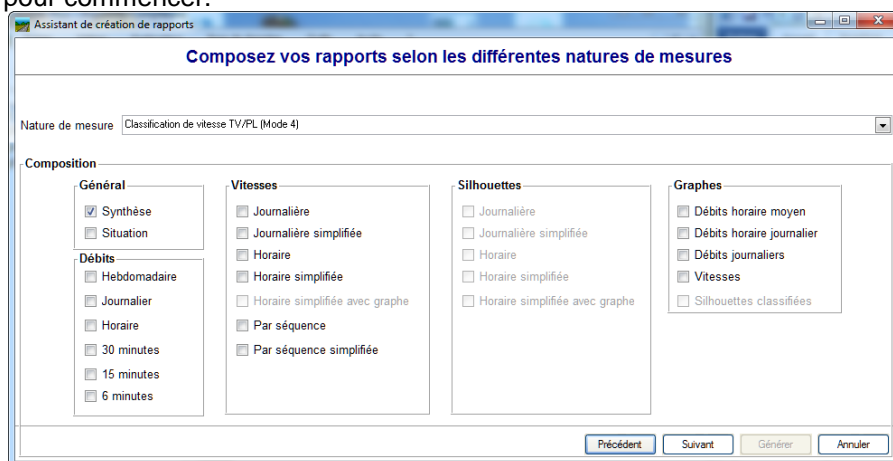 pour commencer.
Assistant de création de rapports
Composez vos rapports selon les différentes natures de mesures
Nature de mesure Classification de vitesse TV/PL (Mode 4)
Composition
Général
Synthèse
Situation
Débits
Hebdomadaire
Journalier
Horaire
30 minutes
15 minutes
6 minutes
Vitesses
Journalière
Journalière simplifiée
Horaire
Horaire simplifiée
Horaire simplifiée avec graphe
Par séquence
Par séquence simplifiée
Silhouettes
Journalière
Journalière simplifiée
Horaire
Horaire simplifiée
Horaire simplifiée avec graphe
Graphes
Débits horaire moyen
Débits horaire journalier
Débits journaliers
Vitesses
Silhouettes classifiées
Précédent Suivant Générer Annuler